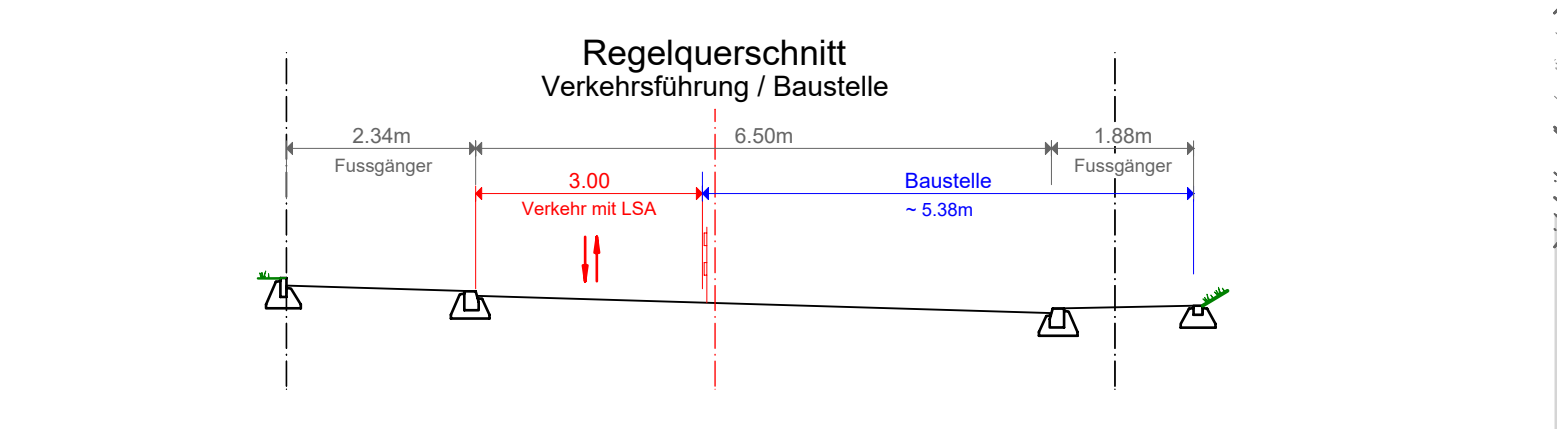 Regelquerschnitt
Verkehrsführung / Baustelle
2.34m
6.50m
1.88m
Fussgänger
Fussgänger
3.00
Baustelle
Verkehr mit LSA
~ 5.38m